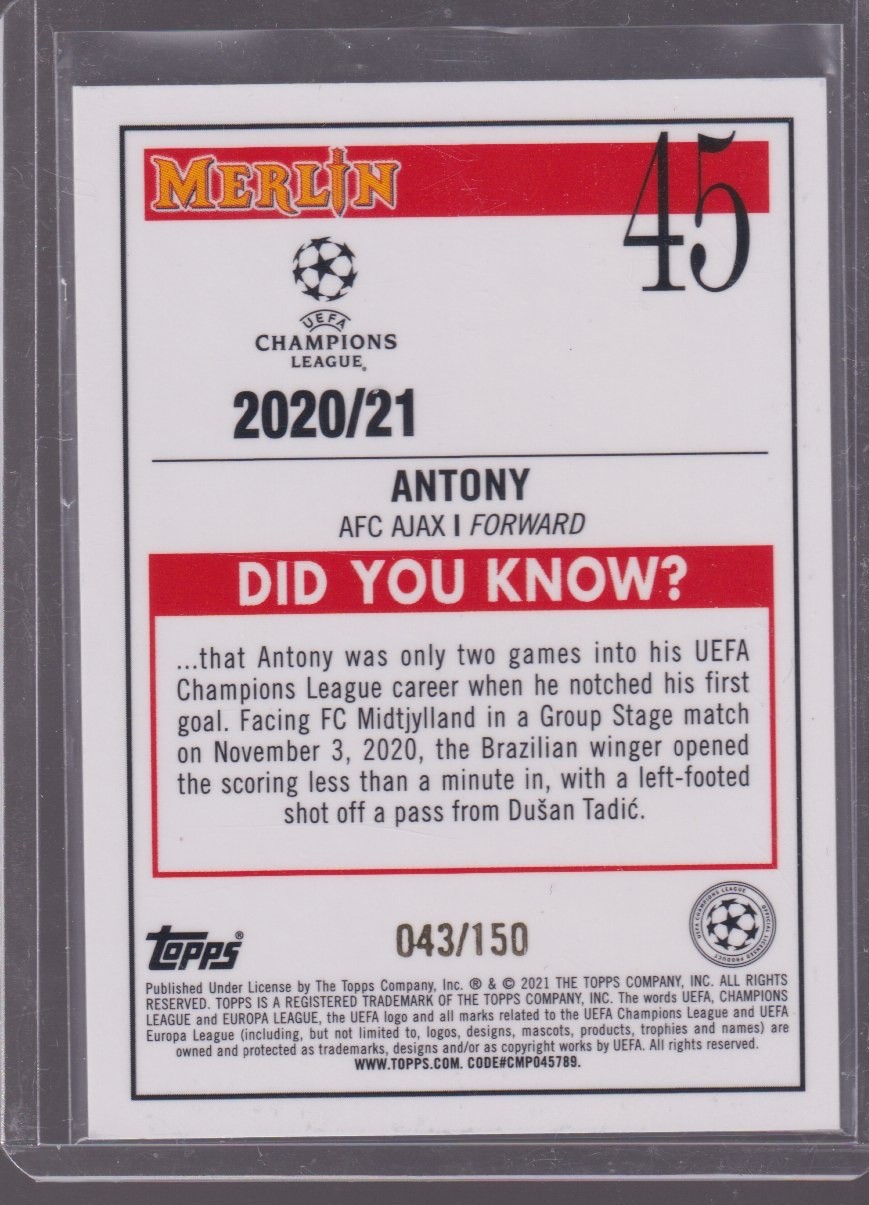 MERLIN
45
UEFA
CHAMPIONS
LEAGUE®
2020/21
ANTONY
AFC AJAX I FORWARD
DID YOU KNOW?
...that Antony was only two games into his UEFA
Champions League career when he notched his first
goal. Facing FC Midtjylland in a Group Stage match
on November 3, 2020, the Brazilian winger opened
the scoring less than a minute in, with a left-footed
shot off a pass from Dušan Tadić.
topps®
043/150
UEFA CHAMPIONS LEAGUE OFFICIAL LICENSED PRODUCT
Published Under License by The Topps Company, Inc. ® & © 2021 THE TOPPS COMPANY, INC. ALL RIGHTS
RESERVED. TOPPS IS A REGISTERED TRADEMARK OF THE TOPPS COMPANY, INC. The words UEFA, CHAMPIONS
LEAGUE and EUROPA LEAGUE, the UEFA logo and all marks related to the UEFA Champions League and UEFA
Europa League (including, but not limited to, logos, designs, mascots, products, trophies and names) are
owned and protected as trademarks, designs and/or as copyright works by UEFA. All rights reserved.
WWW.TOPPS.COM. CODE#CMP045789.